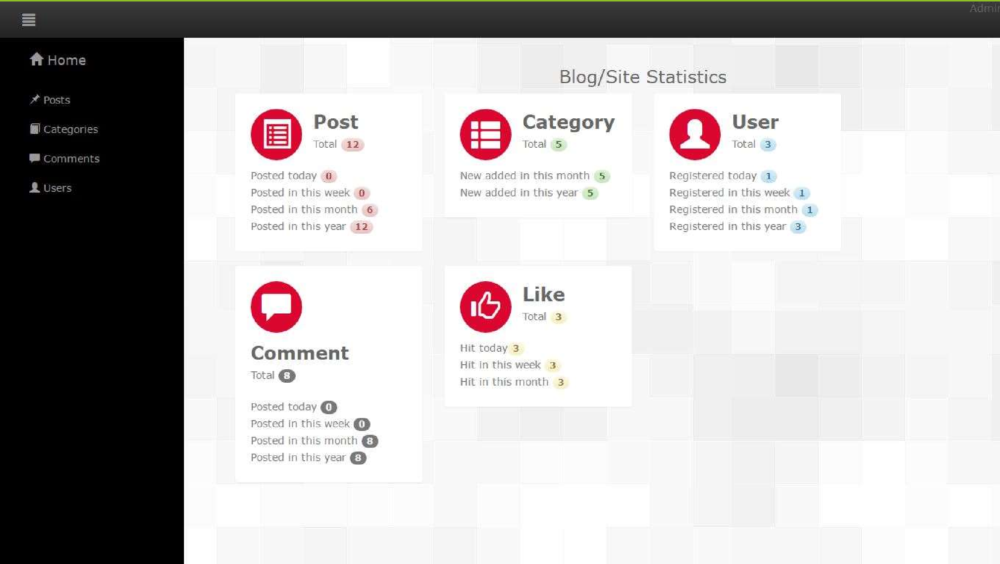 Admin
Home
Posts
Categories
Comments
Users
Blog/Site Statistics
Post
Total 12
Posted today 0
Posted in this week 0
Posted in this month 6
Posted in this year 12
Category
Total 5
New added in this month 5
New added in this year 5
User
Total 3
Registered today 1
Registered in this week 1
Registered in this month 1
Registered in this year 3
Comment
Total 8
Posted today 0
Posted in this week 0
Posted in this month 8
Posted in this year 8
Like
Total 3
Hit today 3
Hit in this week 3
Hit in this month 3